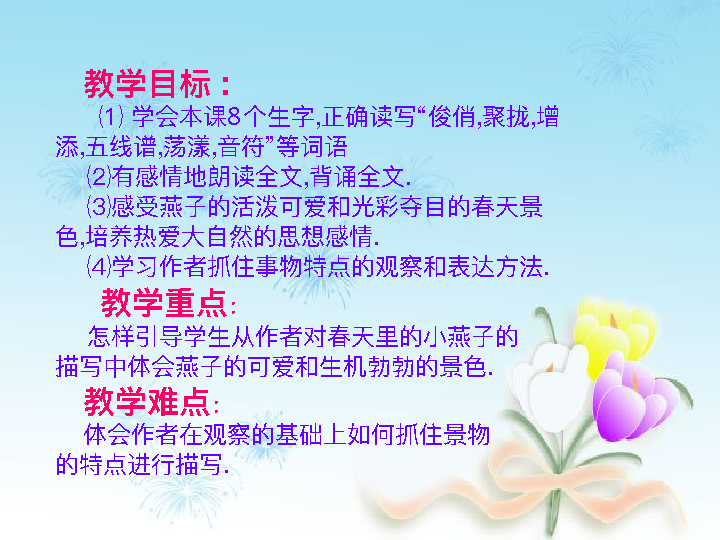 教学目标：
⑴ 学会本课8个生字,正确读写“俊俏,聚拢,增
添,五线谱,荡漾,音符”等词语
⑵有感情地朗读全文,背诵全文.
⑶感受燕子的活泼可爱和光彩夺目的春天景
色,培养热爱大自然的思想感情.
⑷学习作者抓住事物特点的观察和表达方法.
教学重点：
怎样引导学生从作者对春天里的小燕子的
描写中体会燕子的可爱和生机勃勃的景色.
教学难点：
体会作者在观察的基础上如何抓住景物
的特点进行描写.